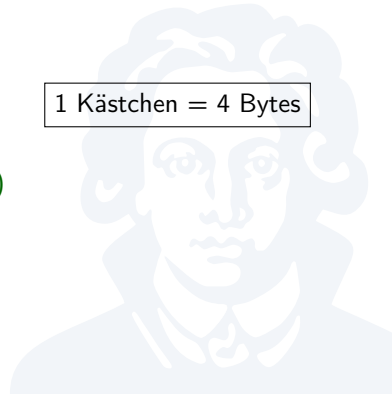 1 Kästchen = 4 Bytes